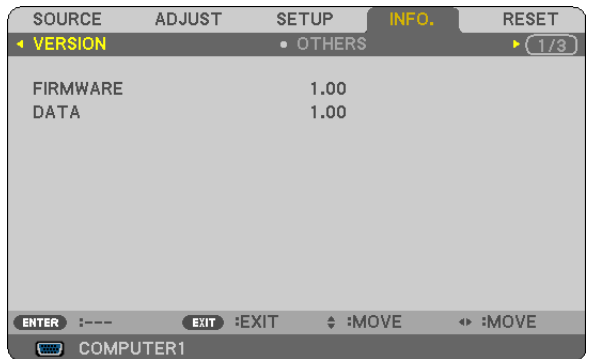 SOURCE ADJUST SETUP INFO. RESET
VERSION • OTHERS (1/3)
FIRMWARE 1.00
DATA 1.00
ENTER :--- EXIT :EXIT :MOVE :MOVE
COMPUTER1